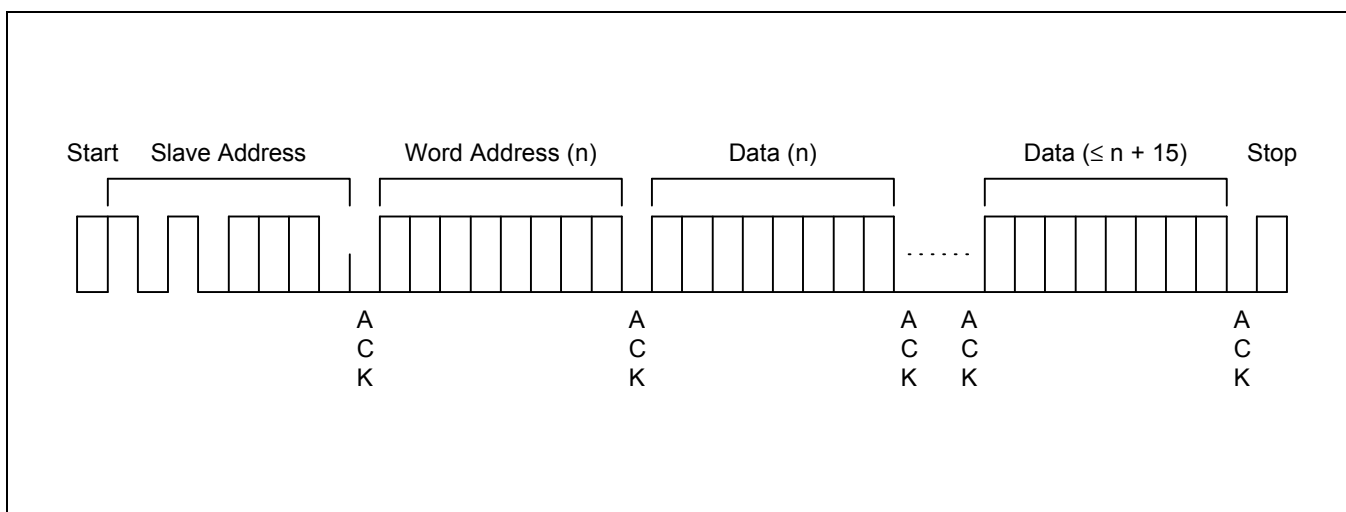 Start Slave Address Word Address (n) Data (n) Data (≤ n + 15) Stop
......
A A A A A
C C C C C
K K K K K